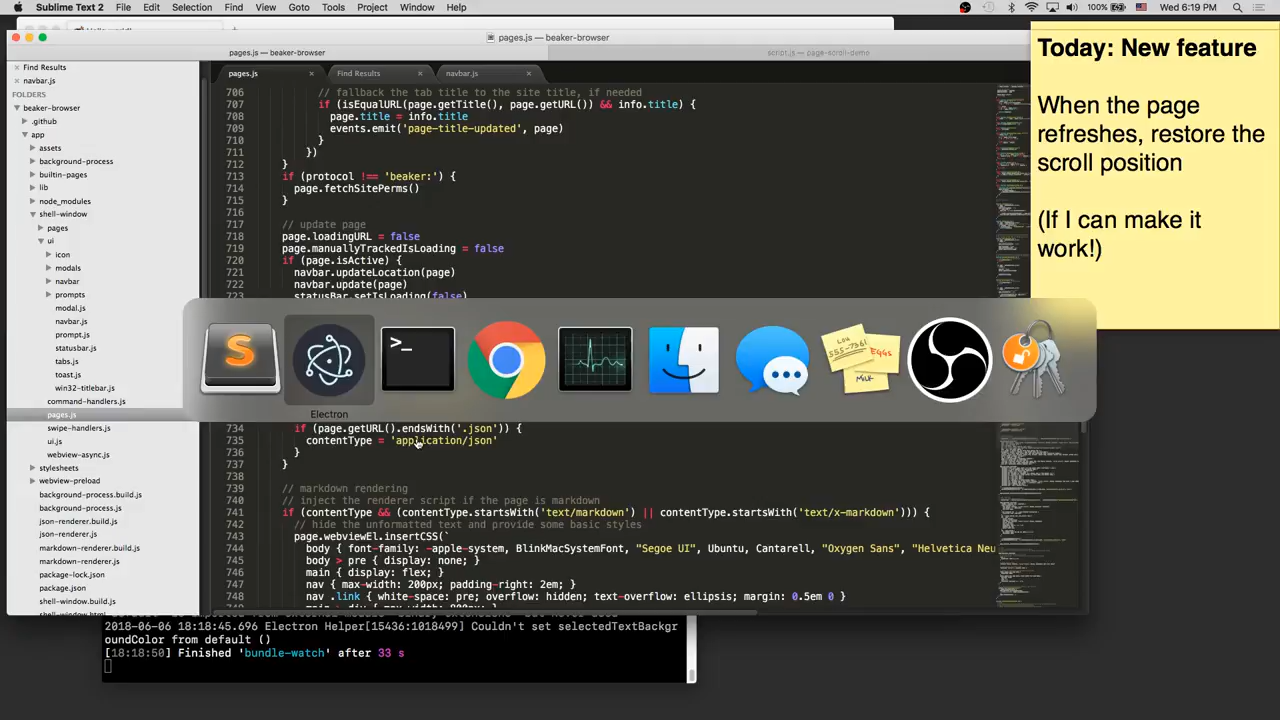 Sublime Text 2 File Edit Selection Find View Goto Tools Project Window Help
100% Wed 6:19 PM
pages.js — beaker-browser
pages.js — beaker-browser
script.js — page-scroll-demo
Find Results
navbar.js
FOLDERS
beaker-browser
.github
app
assets
background-process
builtin-pages
lib
node_modules
shell-window
pages
ui
icon
modals
navbar
prompts
modal.js
navbar.js
prompt.js
statusbar.js
tabs.js
toast.js
win32-titlebar.js
command-handlers.js
pages.js
swipe-handlers.js
ui.js
webview-async.js
stylesheets
webview-preload
background-process.build.js
background-process.js
json-renderer.build.js
json-renderer.js
markdown-renderer.build.js
markdown-renderer.js
package-lock.json
package.json
shell-window.build.js
pages.js
Find Results
navbar.js
706 // fallback the tab title to the site title, if needed
707 if (isEqualURL(page.getTitle(), page.getURL()) && info.title) {
708 page.title = info.title
709 events.emit('page-title-updated', page)
710 }
711 })
712 }
713 if (protocol !== 'beaker:') {
714 page.fetchSitePerms()
715 }
716
717 // update page
718 page.loadingURL = false
719 page.manuallyTrackedIsLoading = false
720 if (page.isActive) {
721 navbar.updateLocation(page)
722 navbar.update(page)
723 statusBar.setIsLoading(false)
734 if (page.getURL().endsWith('.json')) {
735 contentType = 'application/json'
736 }
737 }
738
739 // markdown rendering
740 // inject the renderer script if the page is markdown
741 if (contentType && (contentType.startsWith('text/markdown') || contentType.startsWith('text/x-markdown'))) {
742 // hide the unformatted text and provide some basic styles
743 page.webviewEl.insertCSS(`
744 body { font-family: -apple-system, BlinkMacSystemFont, "Segoe UI", Ubuntu, Cantarell, "Oxygen Sans", "Helvetica Neu
745 body > pre { display: none; }
746 main { display: flex; }
747 nav { max-width: 200px; padding-right: 2em; }
748 nav .link { white-space: pre; overflow: hidden; text-overflow: ellipsis; margin: 0.5em 0 }
Today: New feature
When the page
refreshes, restore the
scroll position
(If I can make it
work!)
Electron
2018-06-06 18:18:45.696 Electron Helper[15436:1018499] Couldn't set selectedTextBackgr
oundColor from default ()
[18:18:50] Finished 'bundle-watch' after 33 s